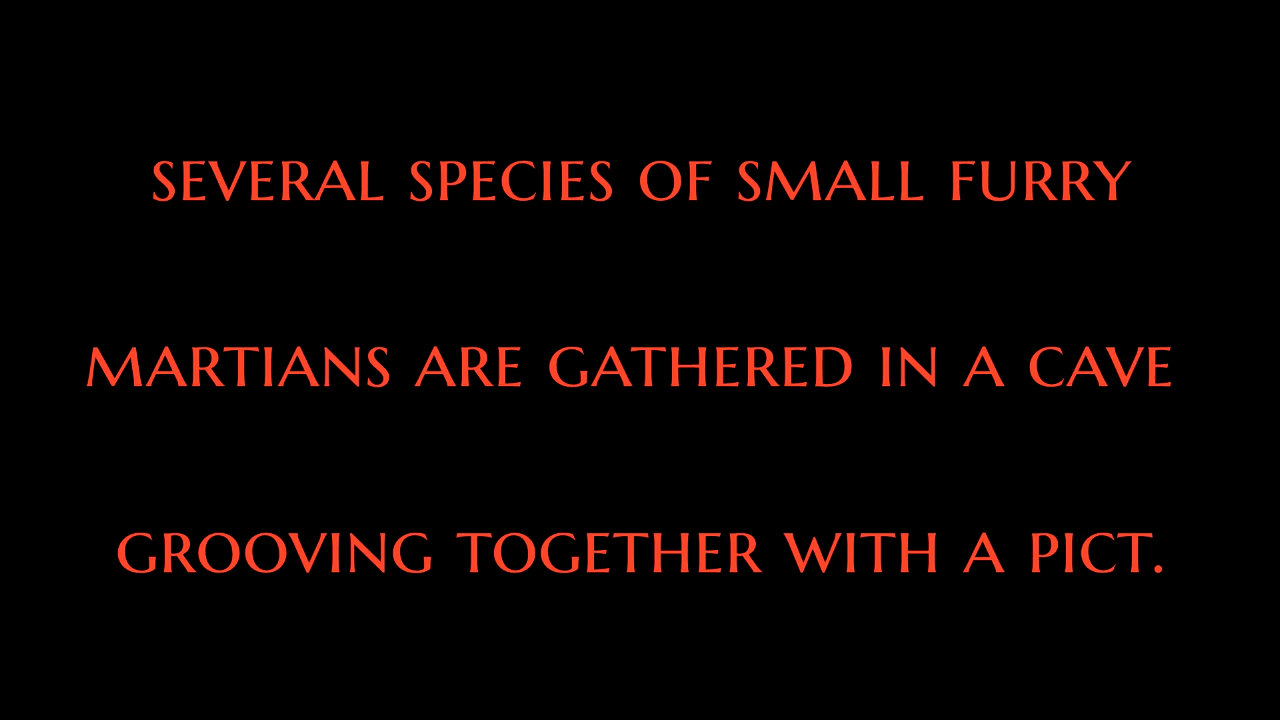 SEVERAL SPECIES OF SMALL FURRY
MARTIANS ARE GATHERED IN A CAVE
GROOVING TOGETHER WITH A PICT.